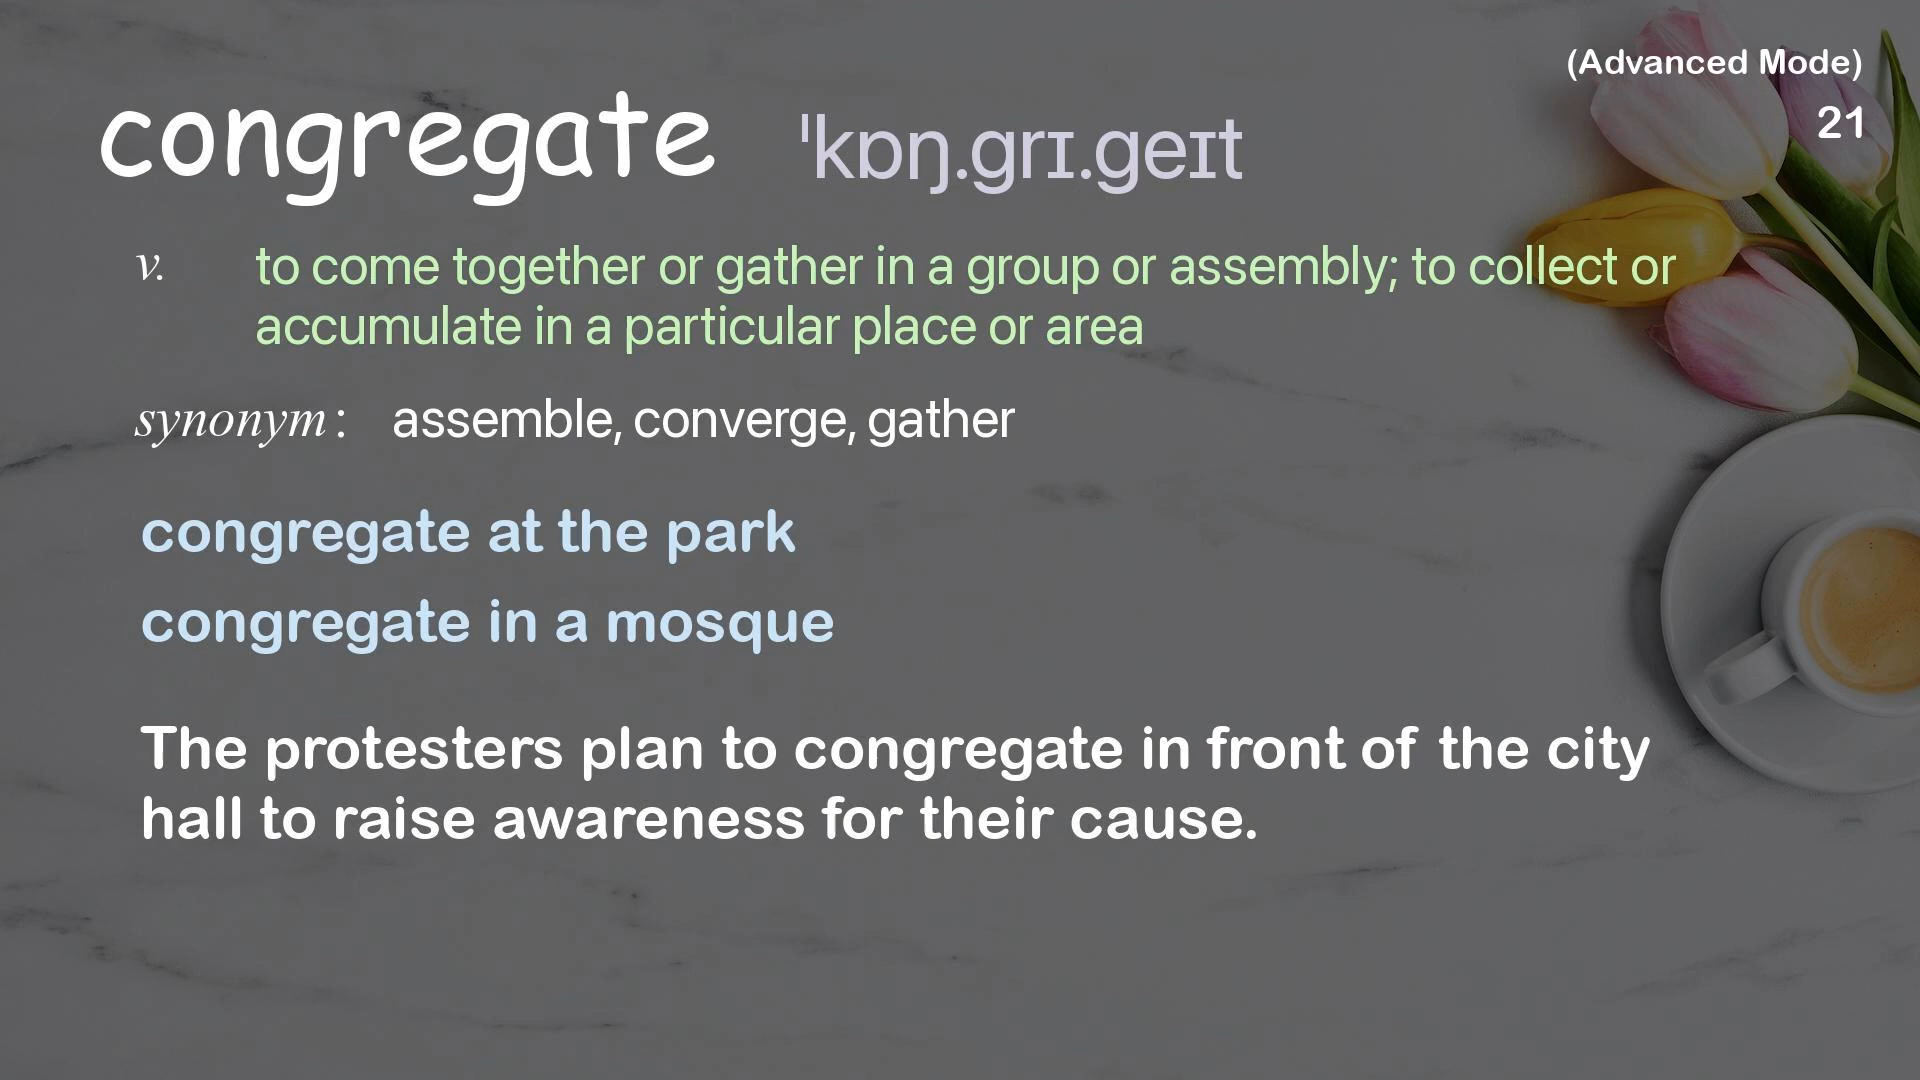 (Advanced Mode)
21
congregate ˈkɒŋ.grɪ.geɪt
v. to come together or gather in a group or assembly; to collect or
accumulate in a particular place or area
synonym : assemble, converge, gather
congregate at the park
congregate in a mosque
The protesters plan to congregate in front of the city
hall to raise awareness for their cause.